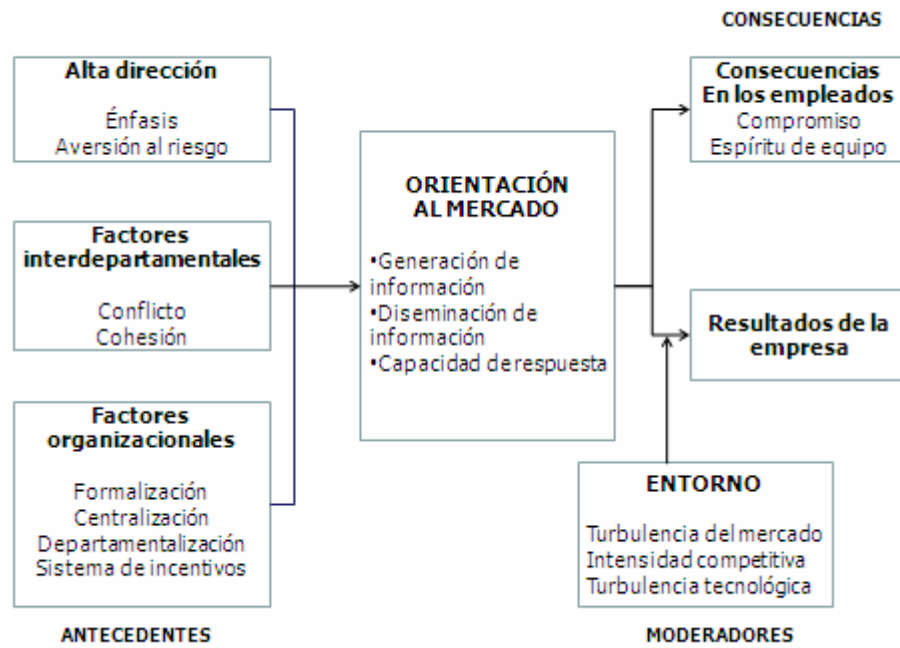 CONSECUENCIAS
Alta dirección
Énfasis
Aversión al riesgo
Factores
interdepartamentales
Conflicto
Cohesión
Factores
organizacionales
Formalización
Centralización
Departamentalización
Sistema de incentivos
ANTECEDENTES
ORIENTACIÓN
AL MERCADO
•Generación de
información
•Diseminación de
información
•Capacidad de respuesta
Consecuencias
En los empleados
Compromiso
Espíritu de equipo
Resultados de la
empresa
ENTORNO
Turbulencia del mercado
Intensidad competitiva
Turbulencia tecnológica
MODERADORES